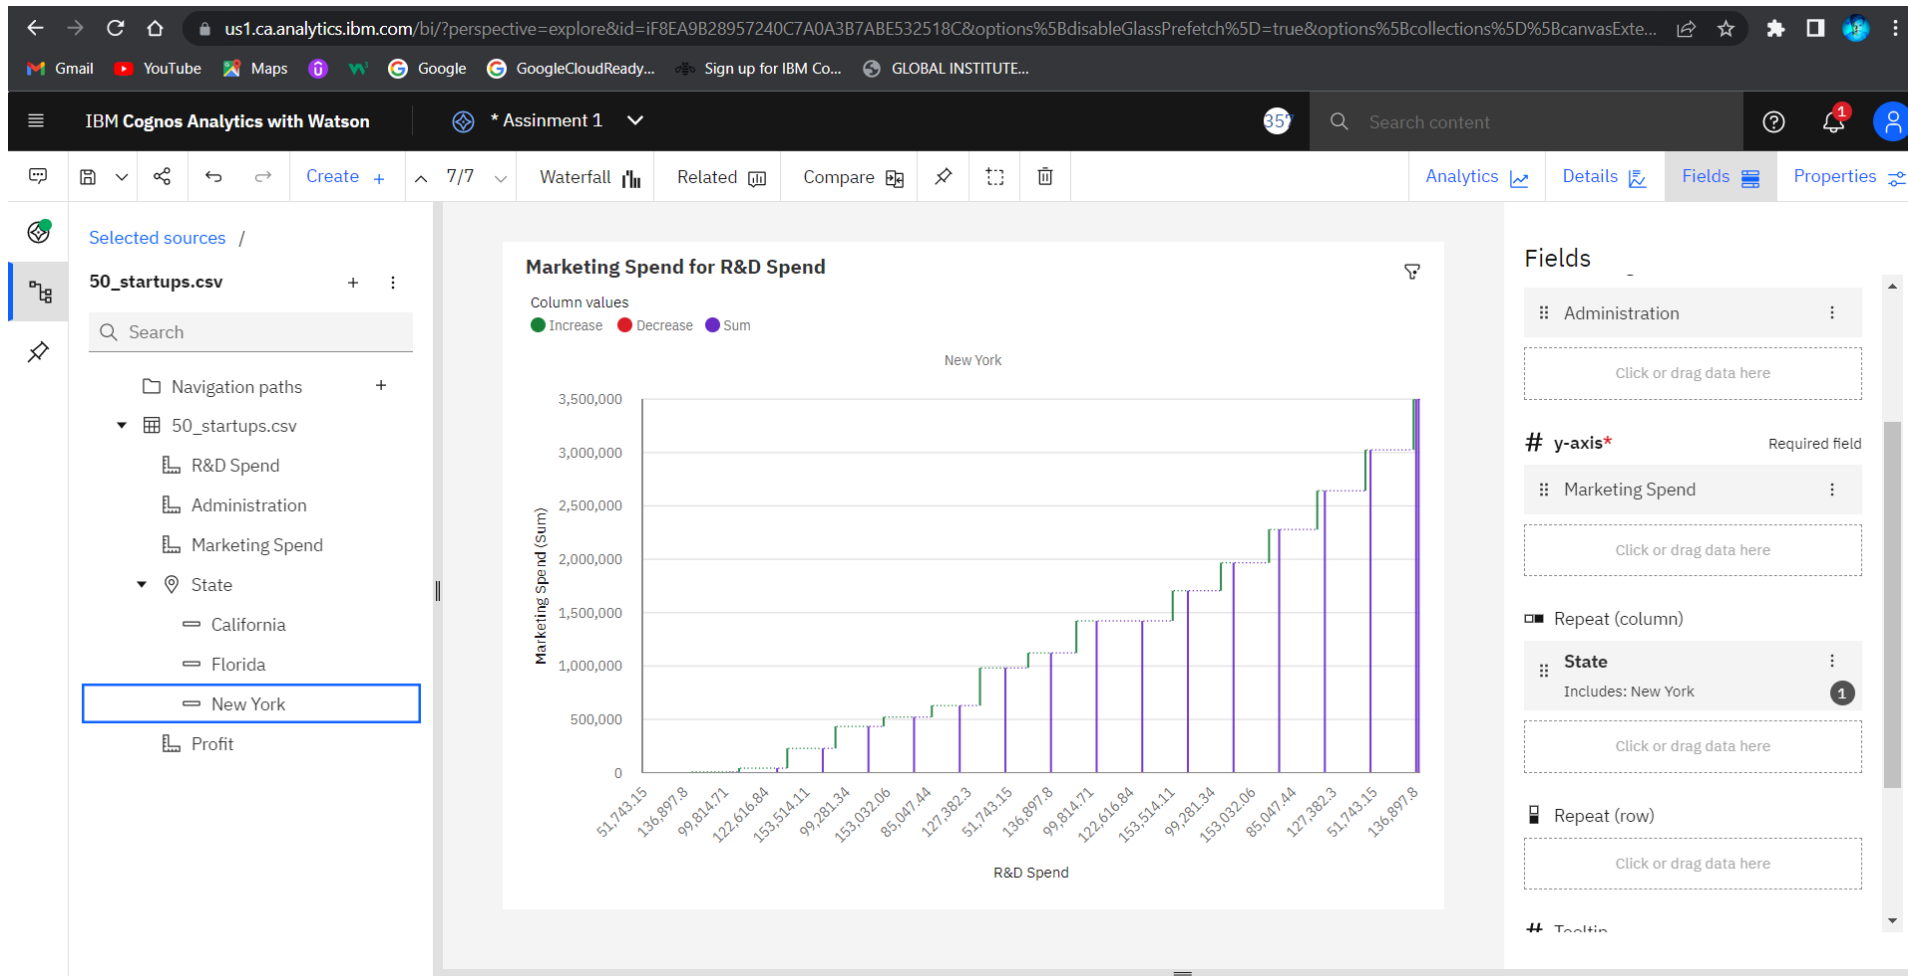 us1.ca.analytics.ibm.com/bi/?perspective=explore&id=iF8EA9B28957240C7A0A3B7ABE532518C&options%5BdisableGlassPrefetch%5D=true&options%5Bcollections%5D%5BcanvasExte...
Gmail YouTube Maps Google GoogleCloudReady... Sign up for IBM Co... GLOBAL INSTITUTE...
IBM Cognos Analytics with Watson * Assinment 1 35 Search content 1
Create + 7/7 Waterfall Related Compare Analytics Details Fields Properties
Selected sources /
50_startups.csv
Search
Navigation paths
50_startups.csv
R&D Spend
Administration
Marketing Spend
State
California
Florida
New York
Profit
Marketing Spend for R&D Spend
Column values
Increase Decrease Sum
New York
3,500,000
3,000,000
2,500,000
2,000,000
1,500,000
1,000,000
500,000
0
Marketing Spend (Sum)
51,743.15 136,897.8 99,814.71 122,616.84 153,514.11 99,281.34 153,032.06 85,047.44 127,382.3 51,743.15 136,897.8 99,814.71 122,616.84 153,514.11 99,281.34 153,032.06 85,047.44 127,382.3 51,743.15 136,897.8
R&D Spend
Fields
Administration
Click or drag data here
# y-axis* Required field
Marketing Spend
Click or drag data here
Repeat (column)
State
Includes: New York 1
Click or drag data here
Repeat (row)
Click or drag data here
# Tooltip